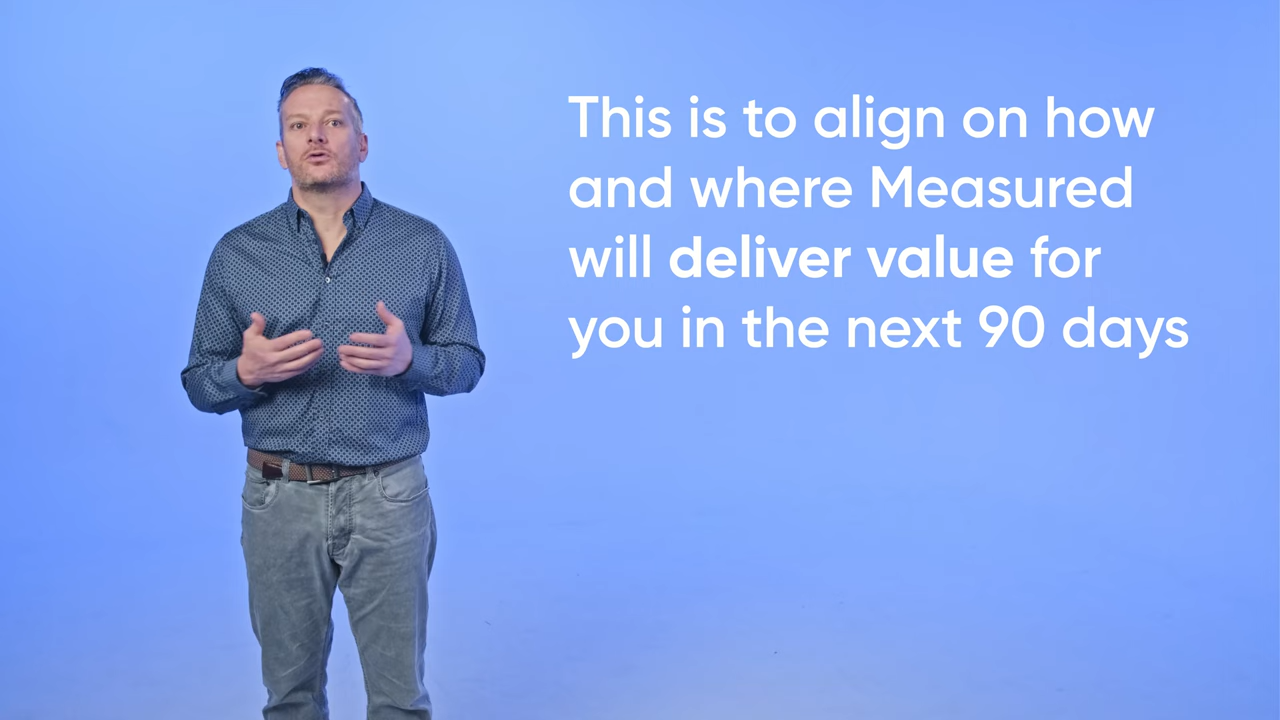 This is to align on how
and where Measured
will deliver value for
you in the next 90 days